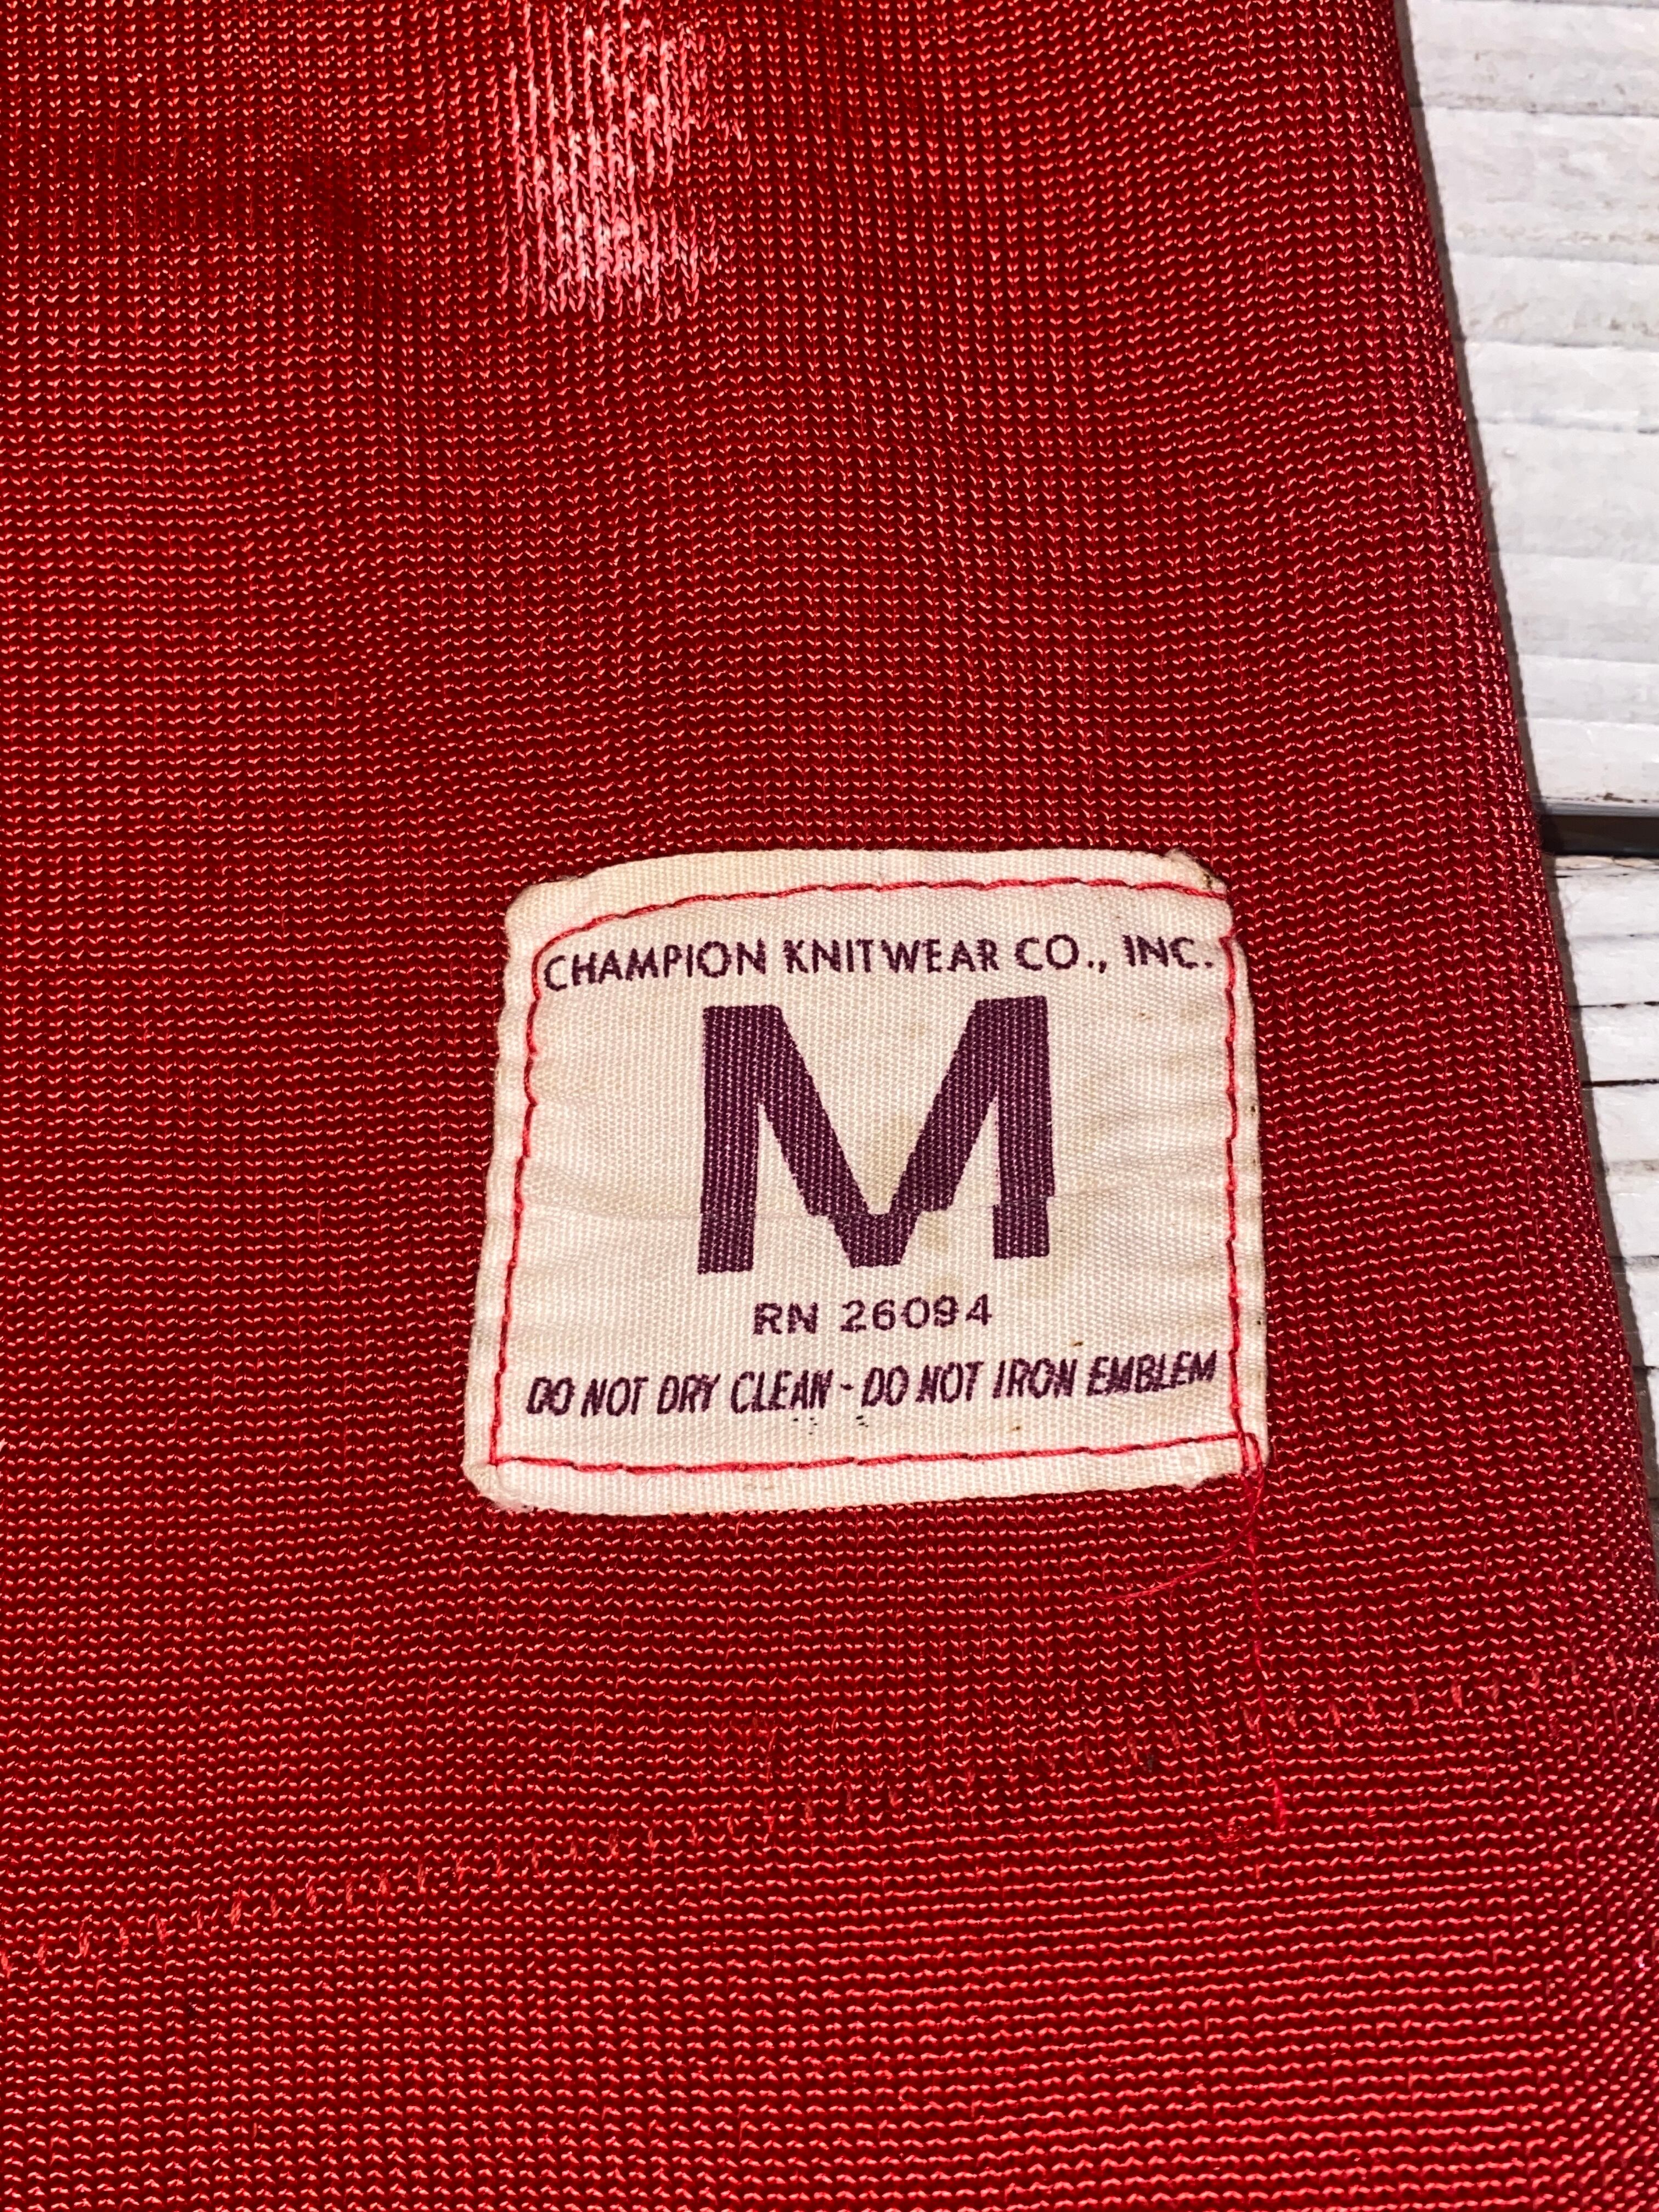 CHAMPION KNITWEAR CO., INC.
M
RN 26094
DO NOT DRY CLEAN - DO NOT IRON EMBLEM